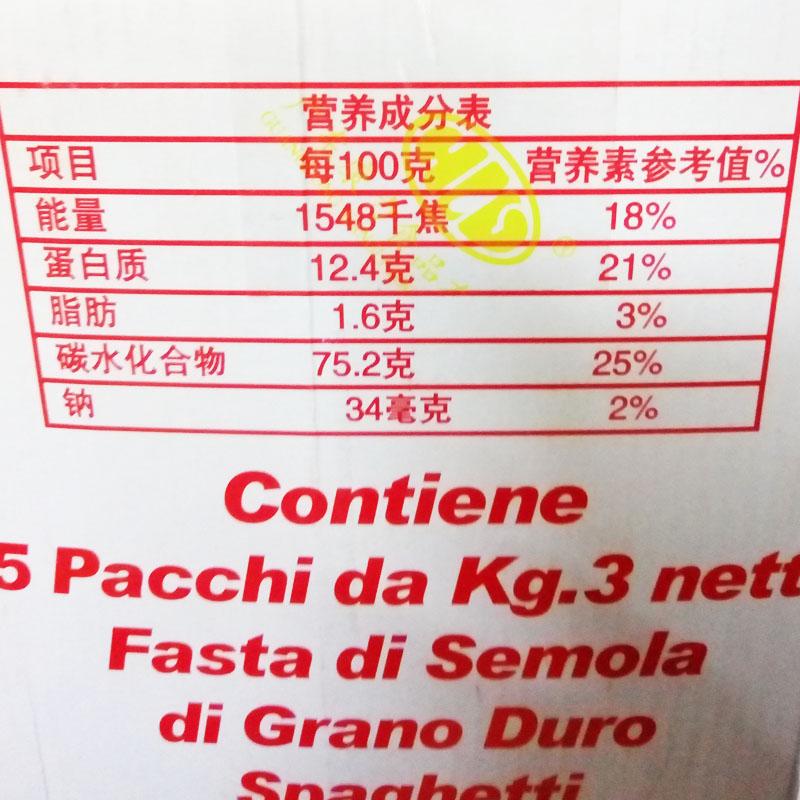 营养成分表
项目 每100克 营养素参考值%
能量 1548千焦 18%
蛋白质 12.4克 21%
脂肪 1.6克 3%
碳水化合物 75.2克 25%
钠 34毫克 2%
Contiene
5 Pacchi da Kg.3 nett
Fasta di Semola
di Grano Duro
Spaghetti